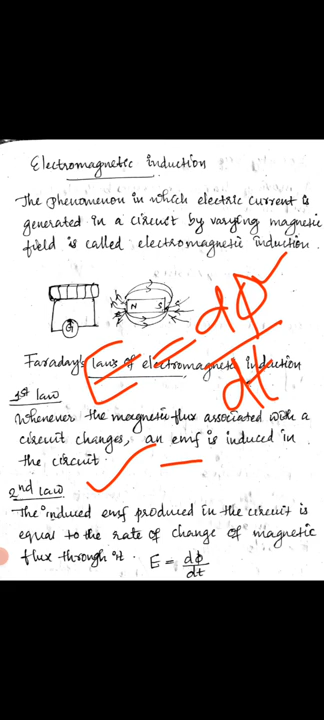 Electromagnetic induction
The phenomenon in which electric current is
generated in a circuit by varying magnetic
field is called electromagnetic induction.
G
N S S
E = dφ/dt
Faraday's laws of electromagnetic induction
1st law
Whenever the magnetic flux associated with a
circuit changes, an emf is induced in
the circuit.
2nd law
The induced emf produced in the circuit is
equal to the rate of change of magnetic
flux through it.
E = dφ/dt